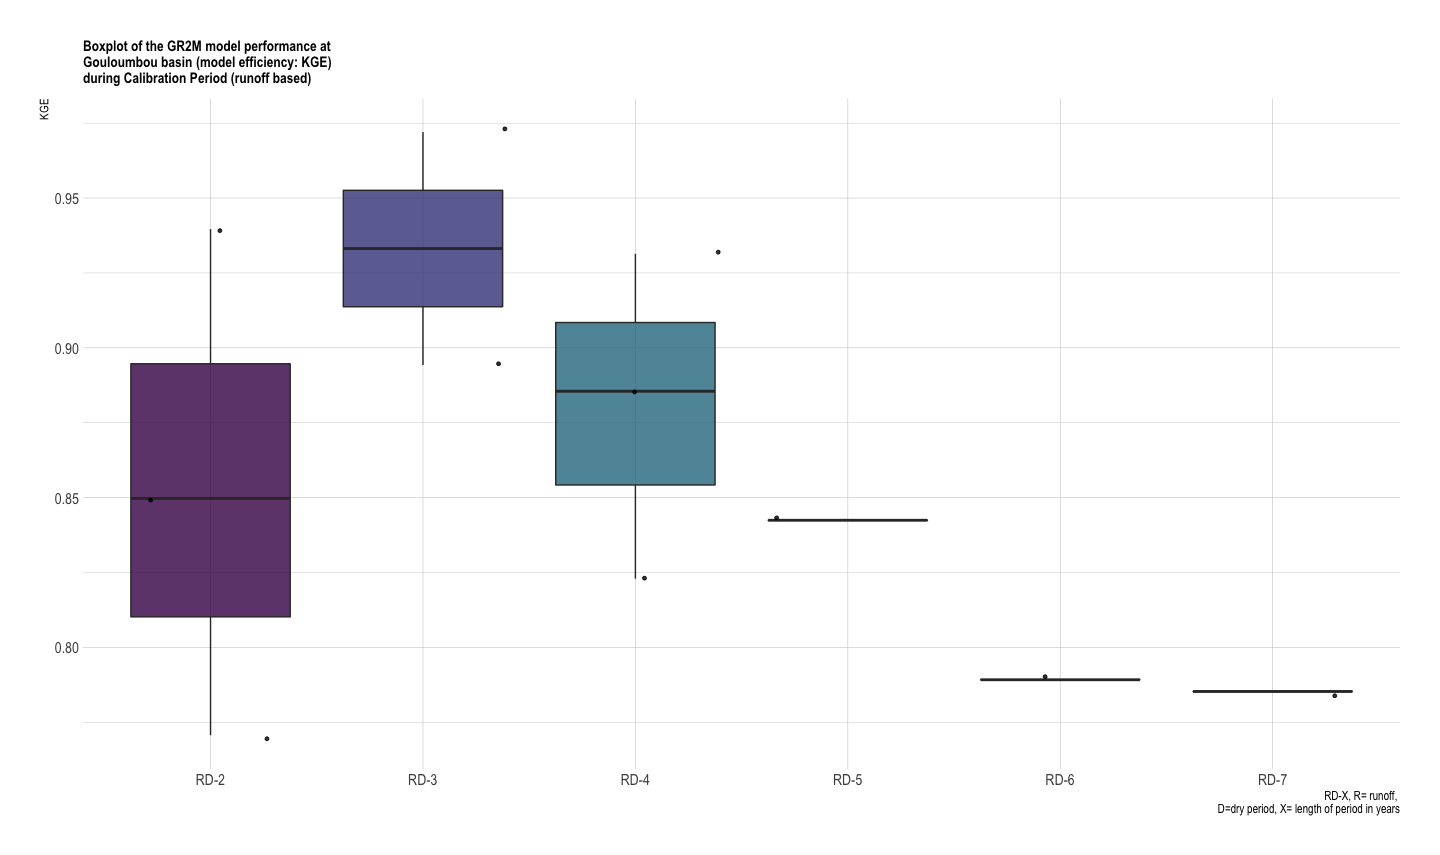 Boxplot of the GR2M model performance at
Gouloumbou basin (model efficiency: KGE)
during Calibration Period (runoff based)
KGE
0.95
0.90
0.85
0.80
RD-2 RD-3 RD-4 RD-5 RD-6 RD-7
RD-X, R= runoff,
D=dry period, X= length of period in years